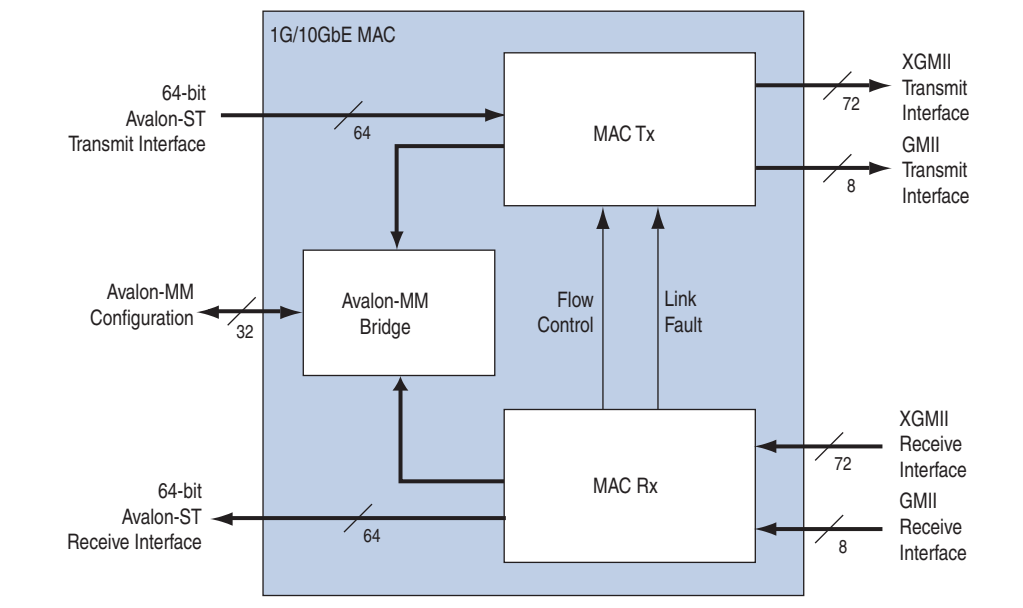 1G/10GbE MAC
64-bit
Avalon-ST
Transmit Interface
64
MAC Tx
72
XGMII
Transmit
Interface
8
GMII
Transmit
Interface
Avalon-MM
Configuration
32
Avalon-MM
Bridge
Flow
Control
Link
Fault
64-bit
Avalon-ST
Receive Interface
64
MAC Rx
72
XGMII
Receive
Interface
8
GMII
Receive
Interface